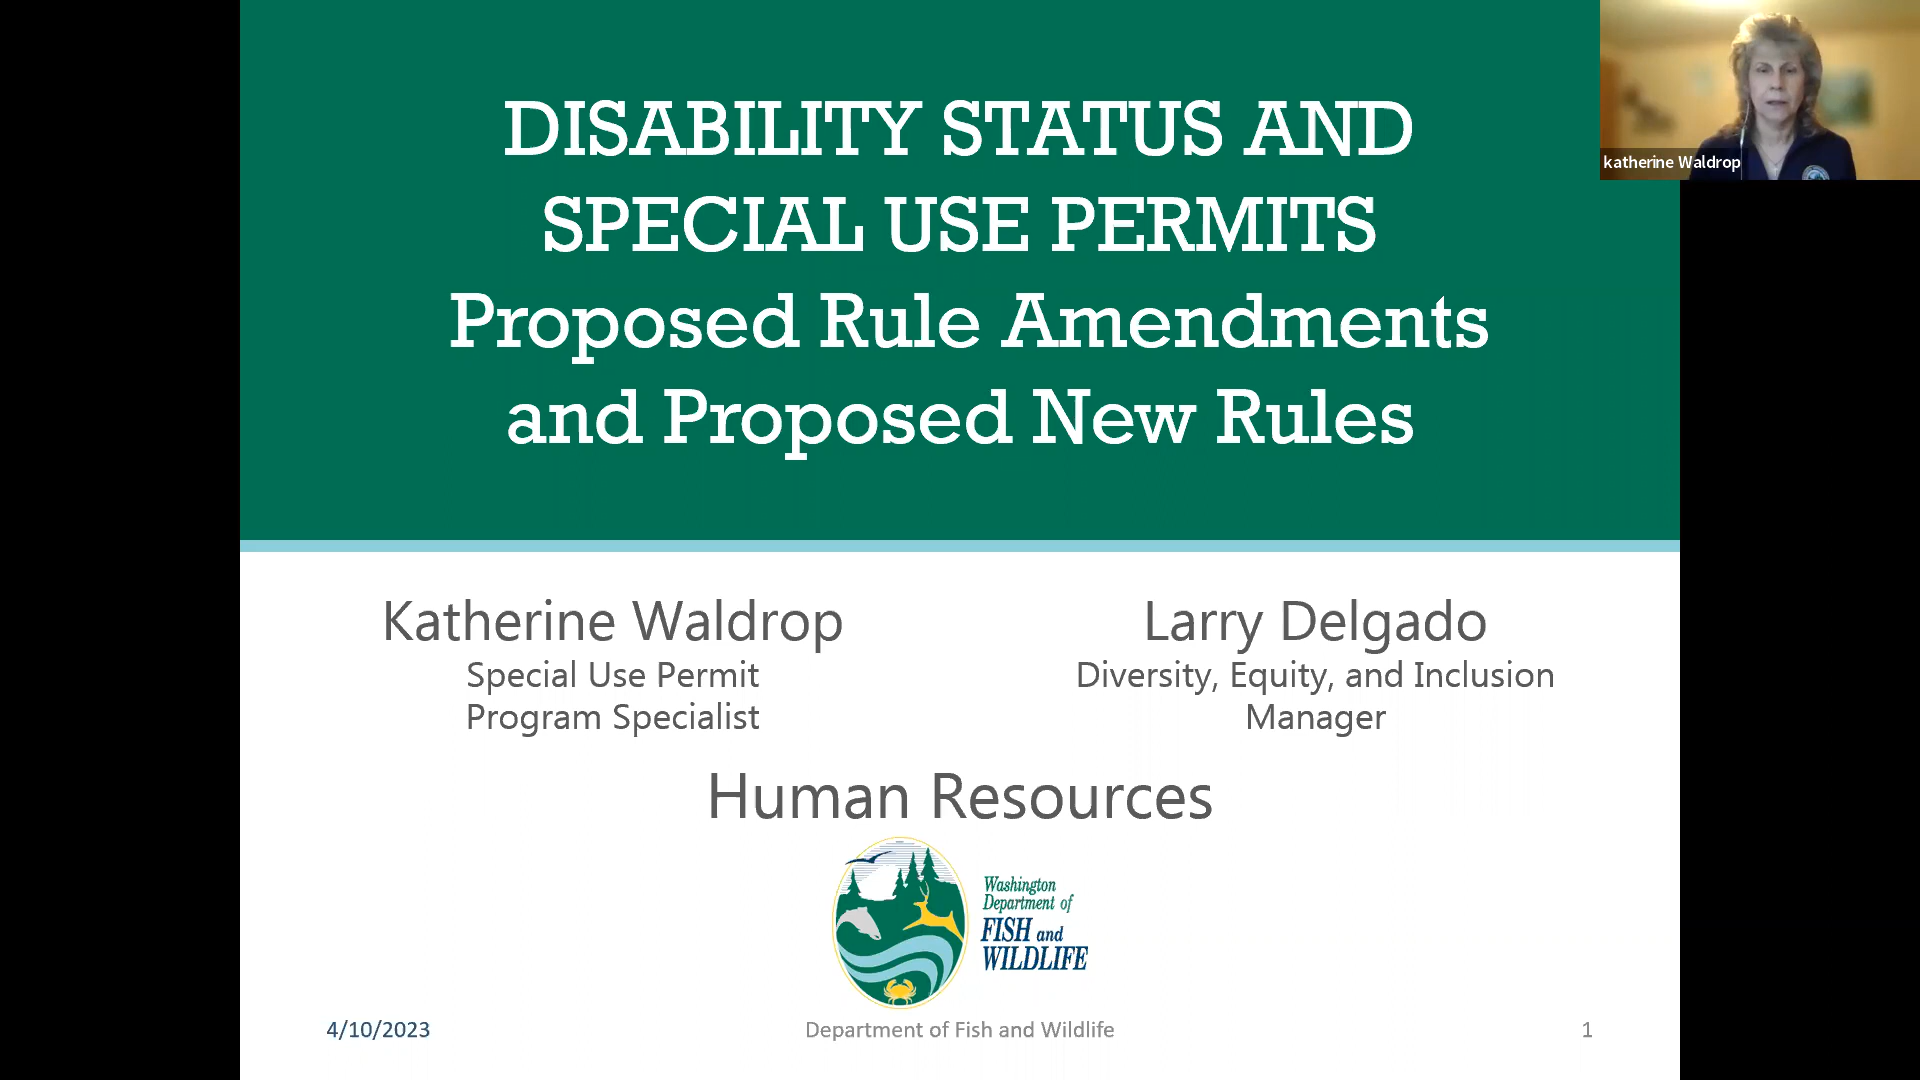 DISABILITY STATUS AND
SPECIAL USE PERMITS
Proposed Rule Amendments
and Proposed New Rules
katherine Waldrop
Katherine Waldrop
Special Use Permit
Program Specialist
Larry Delgado
Diversity, Equity, and Inclusion
Manager
Human Resources
Washington
Department of
FISH and
WILDLIFE
4/10/2023
Department of Fish and Wildlife
1